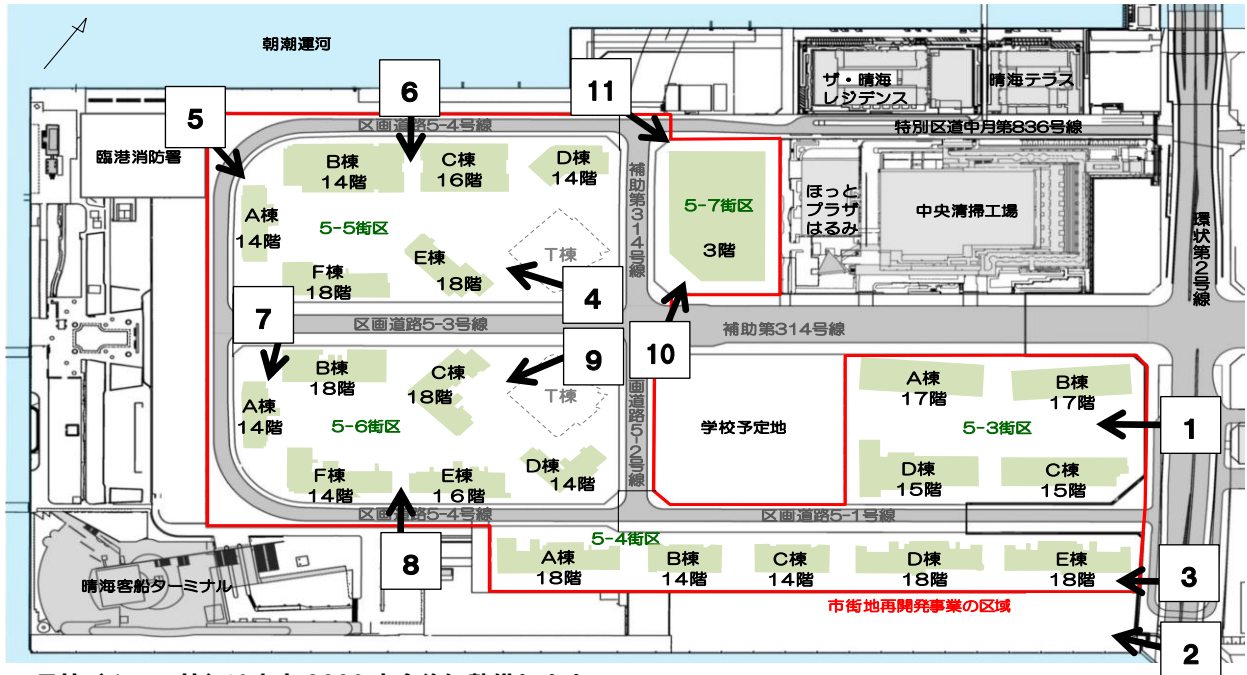 朝潮運河
6
11
ザ・晴海
レジデンス
晴海テラス
5
区画道路5-4号線
特別区道中月第836号線
臨港消防署
B棟
14階
C棟
16階
D棟
14階
補助第314号線
5-7街区
3階
ほっと
プラザ
はるみ
中央清掃工場
環状第2号線
A棟
14階
5-5街区
E棟
18階
T棟
F棟
18階
4
7
区画道路5-3号線
補助第314号線
9
10
B棟
18階
C棟
18階
T棟
A棟
17階
B棟
17階
A棟
14階
5-6街区
区画道路5-2号線
学校予定地
5-3街区
1
F棟
14階
E棟
16階
D棟
14階
D棟
15階
C棟
15階
区画道路5-4号線
区画道路5-1号線
5-4街区
8
A棟
18階
B棟
14階
C棟
14階
D棟
18階
E棟
18階
3
晴海客船ターミナル
市街地再開発事業の区域
2